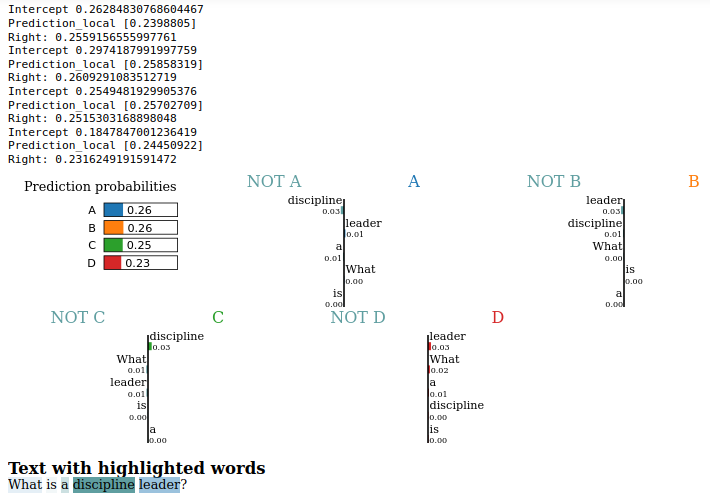 Intercept 0.26284830768604467
Prediction_local [0.2398805]
Right: 0.2559156555997761
Intercept 0.2974187991997759
Prediction_local [0.25858319]
Right: 0.2609291083512719
Intercept 0.2549481929905376
Prediction_local [0.25702709]
Right: 0.2515303168898048
Intercept 0.1847847001236419
Prediction_local [0.24450922]
Right: 0.2316249191591472
Prediction probabilities
A 0.26
B 0.26
C 0.25
D 0.23
NOT A A
discipline
0.03
leader
0.01
a
0.01
What
0.00
is
0.00
NOT B B
leader
0.03
discipline
0.01
What
0.00
is
0.00
a
0.00
NOT C C
discipline
0.03
What
0.01
leader
0.01
is
0.00
a
0.00
NOT D D
leader
0.03
What
0.02
a
0.01
discipline
0.00
is
0.00
Text with highlighted words
What is a discipline leader?